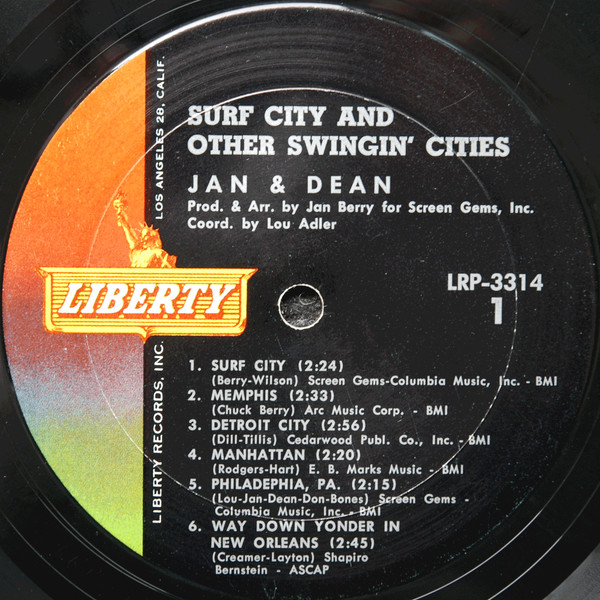 SURF CITY AND
OTHER SWINGIN' CITIES
JAN & DEAN
Prod. & Arr. by Jan Berry for Screen Gems, Inc.
Coord. by Lou Adler
LIBERTY
LIBERTY RECORDS, INC. LOS ANGELES 28, CALIF.
LRP-3314
1
1. SURF CITY (2:24)
(Berry-Wilson) Screen Gems-Columbia Music, Inc. - BMI
2. MEMPHIS (2:33)
(Chuck Berry) Arc Music Corp. - BMI
3. DETROIT CITY (2:56)
(Dill-Tillis) Cedarwood Publ. Co., Inc. - BMI
4. MANHATTAN (2:20)
(Rodgers-Hart) E. B. Marks Music - BMI
5. PHILADEPHIA, PA. (2:15)
(Lou-Jan-Dean-Don-Bones) Screen Gems -
Columbia Music, Inc. - BMI
6. WAY DOWN YONDER IN
NEW ORLEANS (2:45)
(Creamer-Layton) Shapiro
Bernstein - ASCAP